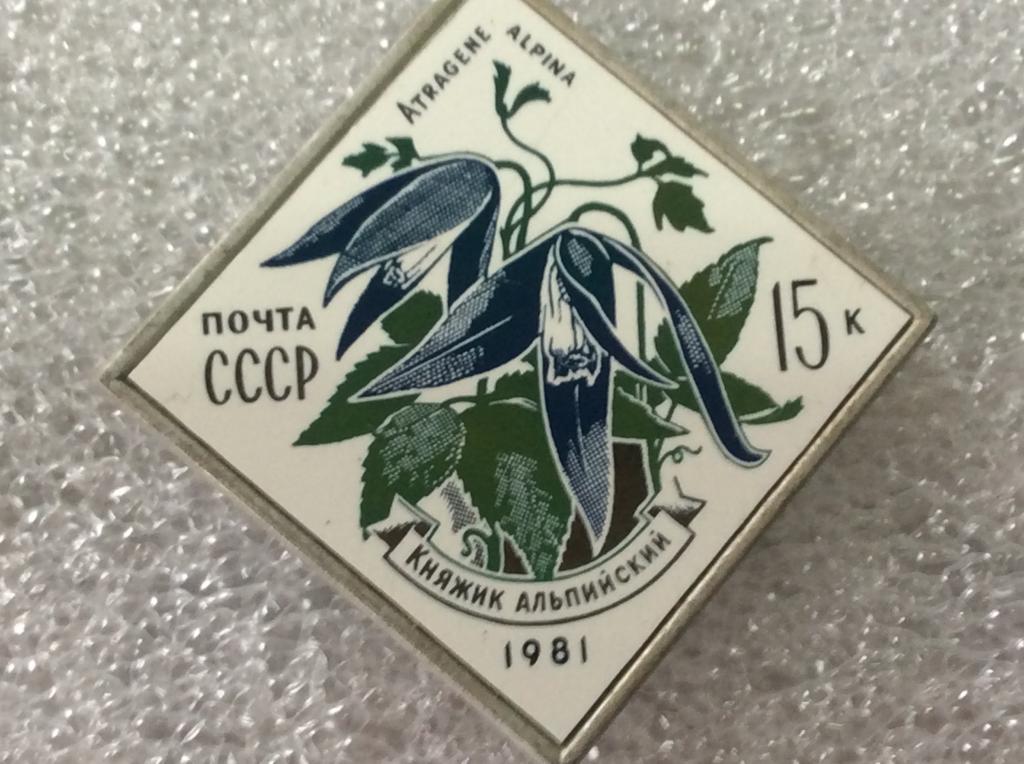 ATRAGENE ALPINA
ПОЧТА
СССР
15 К
КНЯЖИК АЛЬПИЙСКИЙ
1981